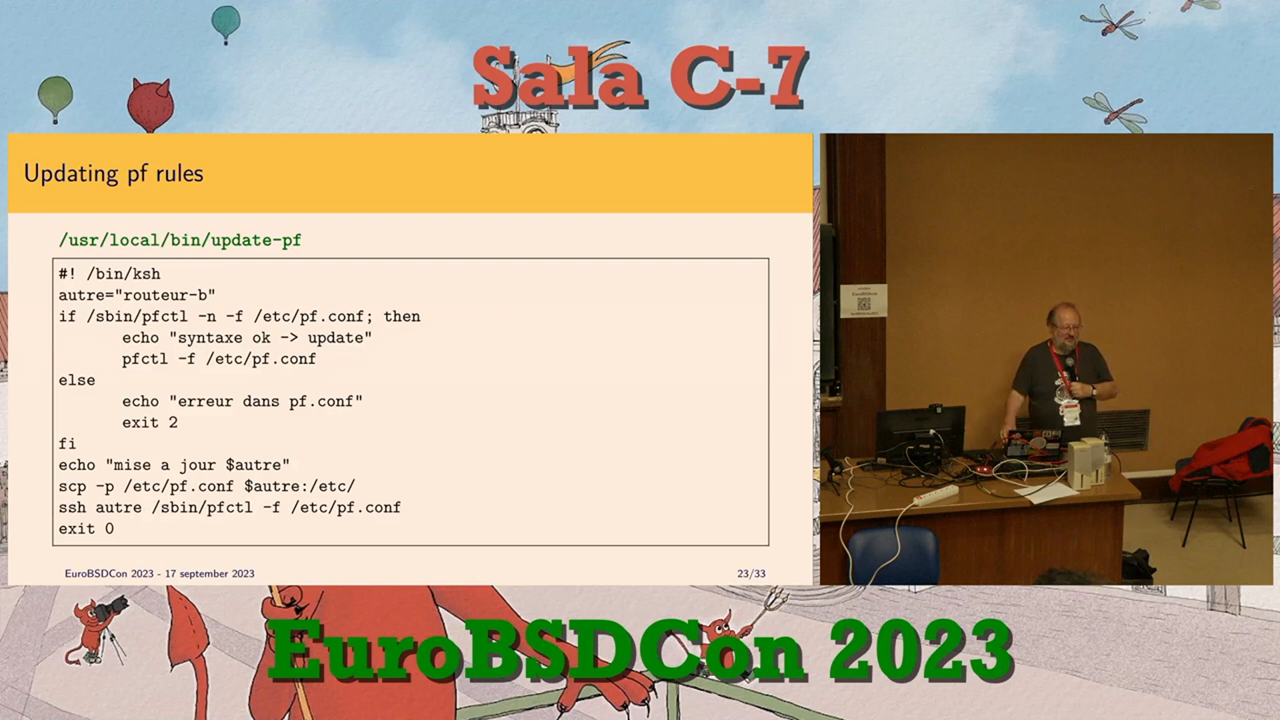 Sala C-7
Updating pf rules
/usr/local/bin/update-pf
#! /bin/ksh
autre="routeur-b"
if /sbin/pfctl -n -f /etc/pf.conf; then
echo "syntaxe ok -> update"
pfctl -f /etc/pf.conf
else
echo "erreur dans pf.conf"
exit 2
fi
echo "mise a jour $autre"
scp -p /etc/pf.conf $autre:/etc/
ssh autre /sbin/pfctl -f /etc/pf.conf
exit 0
EuroBSDCon 2023 - 17 september 2023
23/33
EuroBSDCon 2023